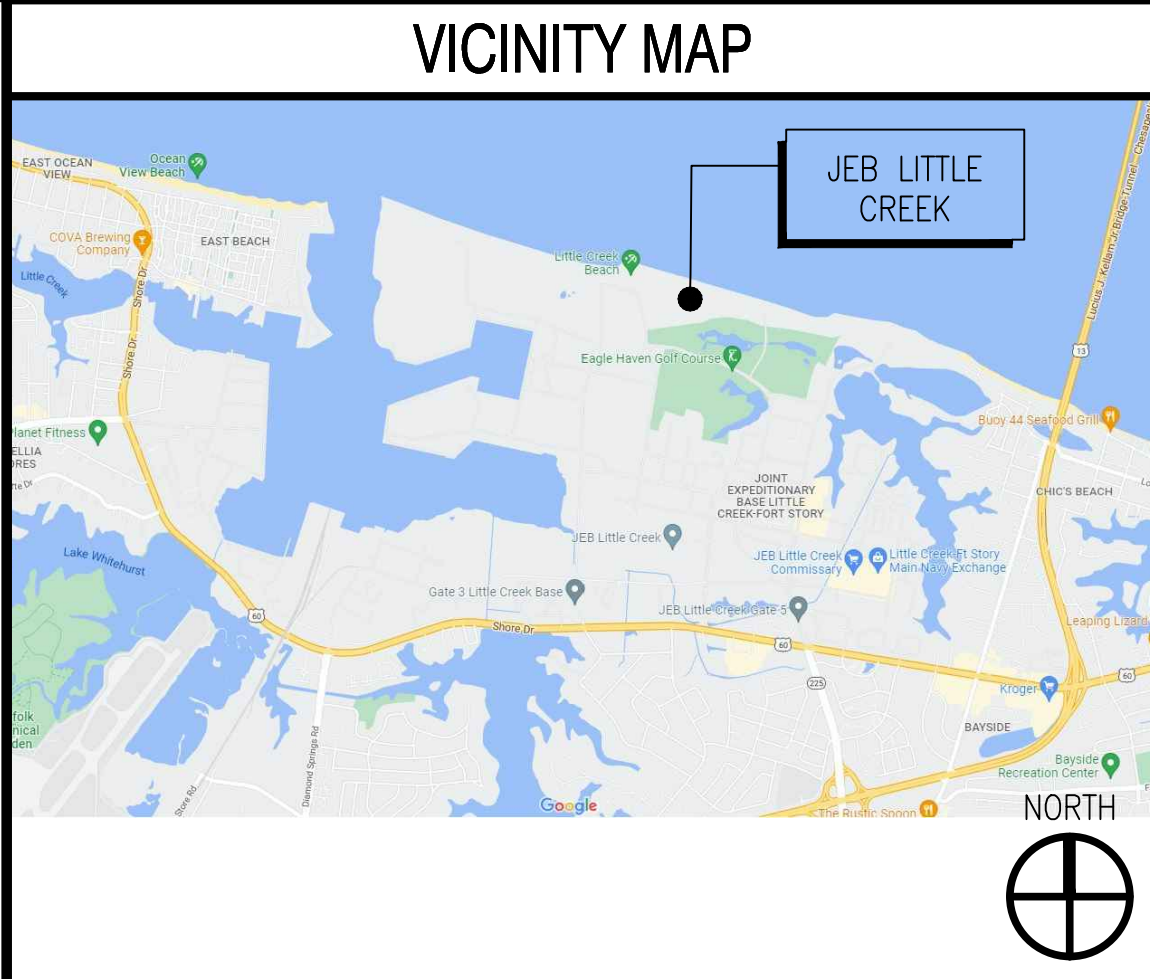 VICINITY MAP
JEB LITTLE
CREEK
EAST OCEAN
VIEW
Ocean
View Beach
COVA Brewing
Company
EAST BEACH
Little Creek
Shore Dr
Shore Dr
Little Creek
Beach
Eagle Haven Golf Course
Lucius J. Kellam Jr. Bridge-Tunnel
13
Buoy 44 Seafood Grill
Planet Fitness
CHIC'S BEACH
JOINT
EXPEDITIONARY
BASE LITTLE
CREEK-FORT STORY
JEB Little Creek
JEB Little Creek
Commissary
Little Creek-Ft Story
Main Navy Exchange
Lake Whitehurst
Gate 3 Little Creek Base
JEB Little Creek Gate 5
60
Shore Dr
60
Leaping Lizard
60
225
Kroger
BAYSIDE
Diamond Springs Rd
Store Rd
Bayside
Recreation Center
Google
The Rustic Spoon
NORTH